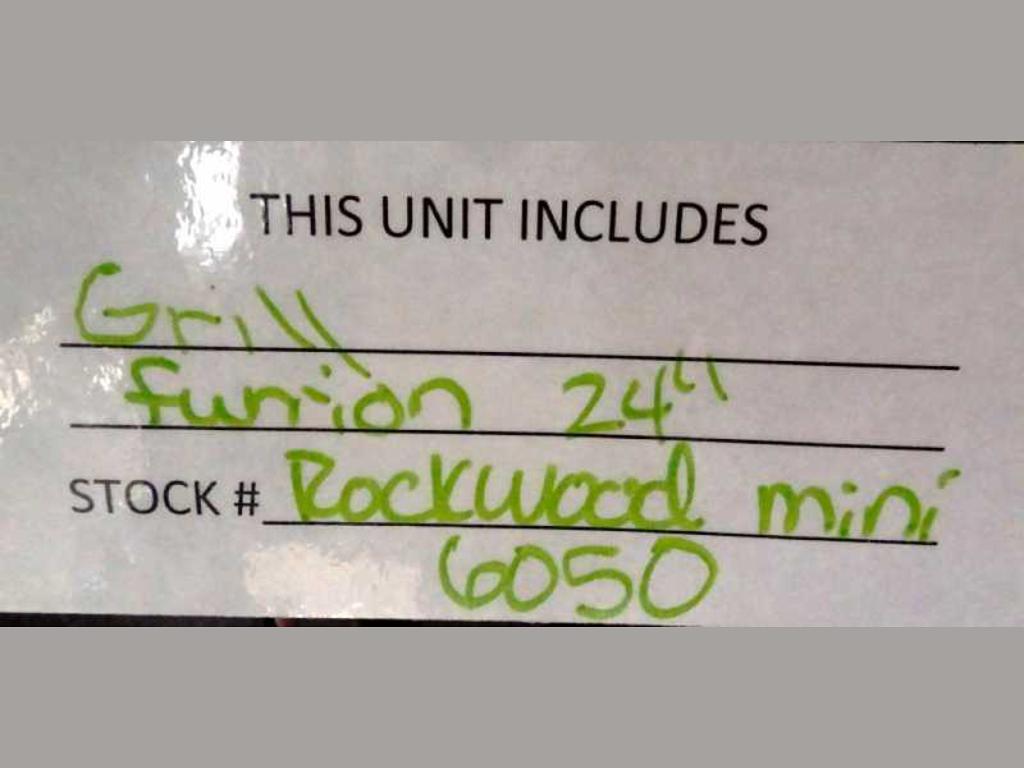 THIS UNIT INCLUDES
Grill
furrion 24"
STOCK # Rockwood mini
6050